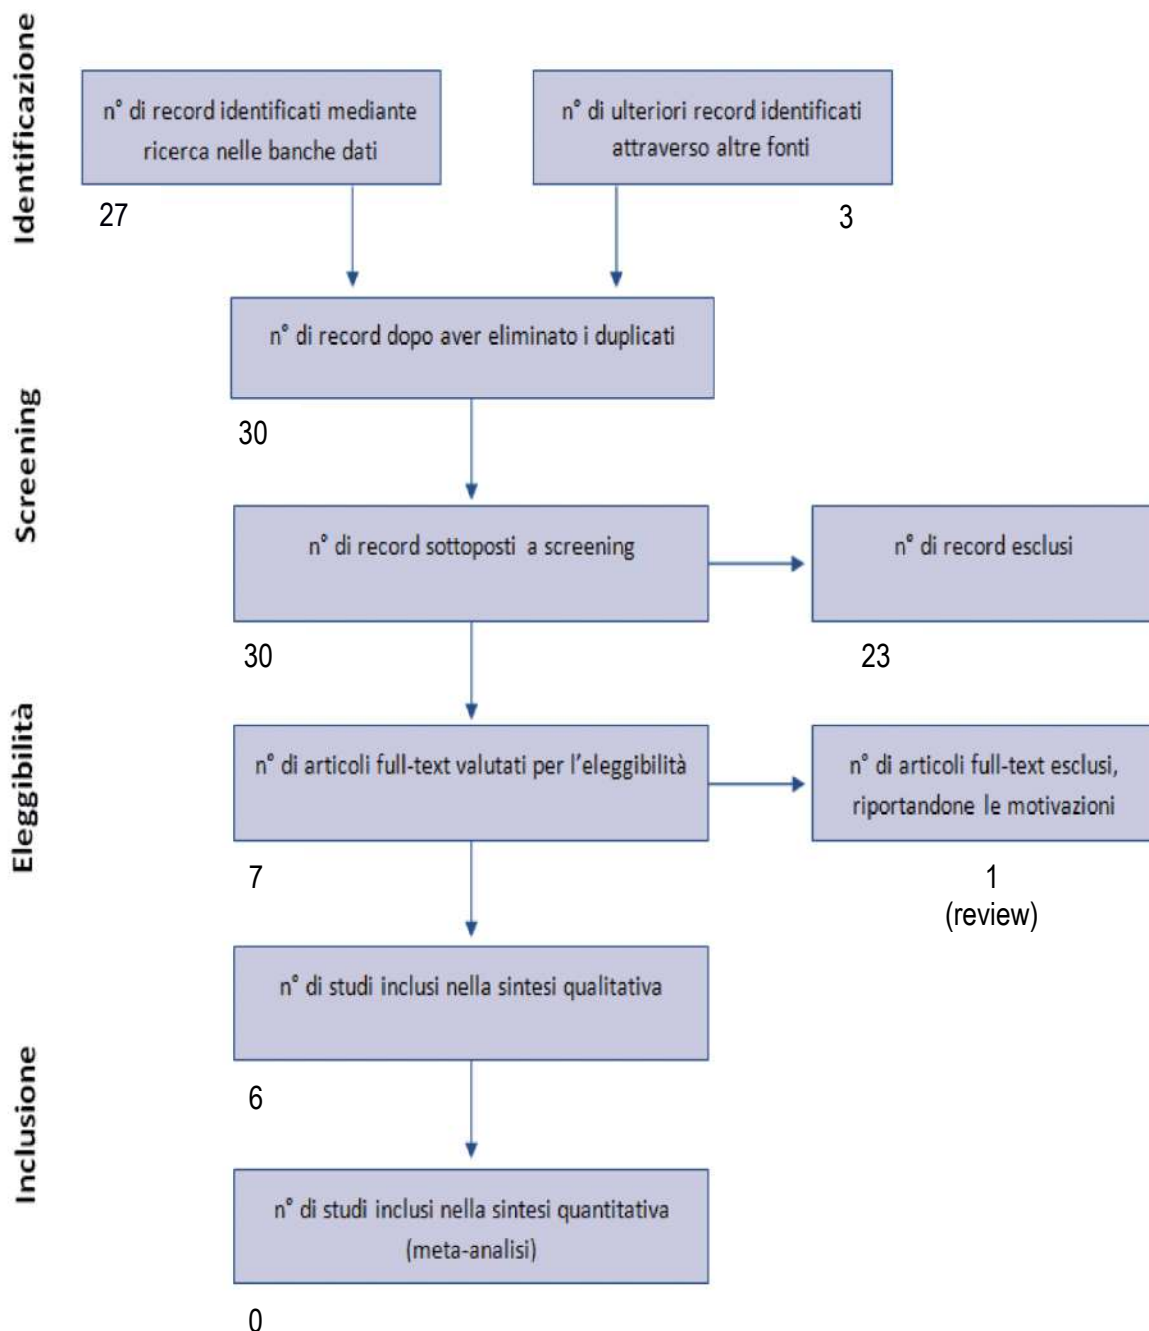 Identificazione
n° di record identificati mediante
ricerca nelle banche dati
n° di ulteriori record identificati
attraverso altre fonti
27
3
n° di record dopo aver eliminato i duplicati
30
Screening
n° di record sottoposti a screening
n° di record esclusi
30
23
Eleggibilità
n° di articoli full-text valutati per l'eleggibilità
n° di articoli full-text esclusi,
riportandone le motivazioni
7
1
(review)
n° di studi inclusi nella sintesi qualitativa
6
Inclusione
n° di studi inclusi nella sintesi quantitativa
(meta-analisi)
0